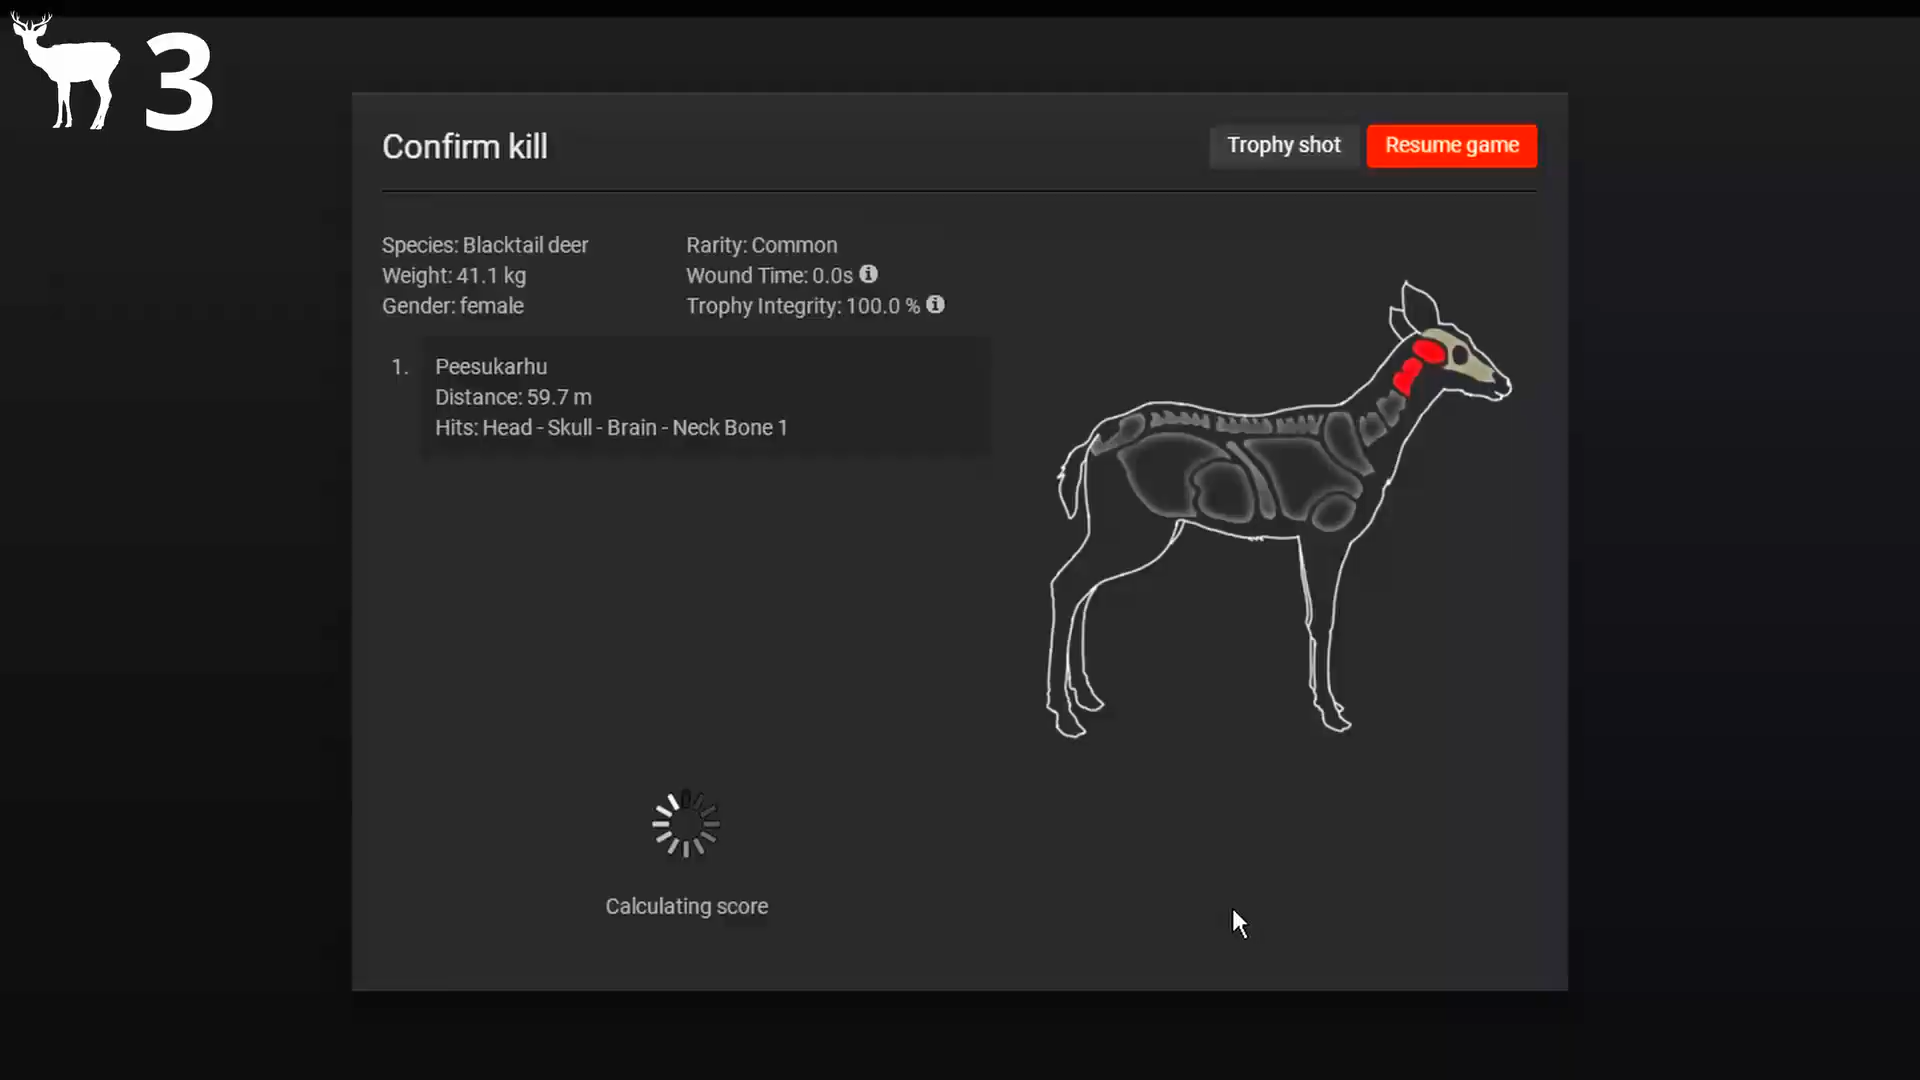 3
Confirm kill
Trophy shot
Resume game
Species: Blacktail deer
Weight: 41.1 kg
Gender: female
Rarity: Common
Wound Time: 0.0s
Trophy Integrity: 100.0 %
1.
Peesukarhu
Distance: 59.7 m
Hits: Head - Skull - Brain - Neck Bone 1
Calculating score